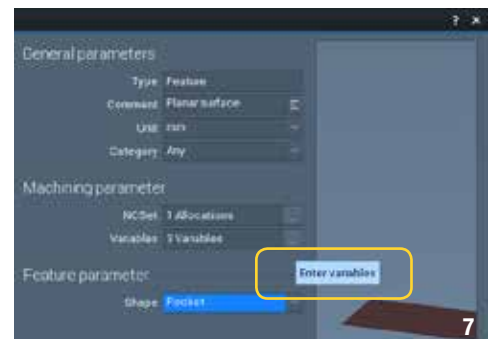 ? ×
General parameters
Type Feature
Comment Planar surface
Unit mm
Category Any
Machining parameter
NCSet 1 Allocations
Variables 3 Variables
Enter variables
Feature parameter
Shape Pocket
7